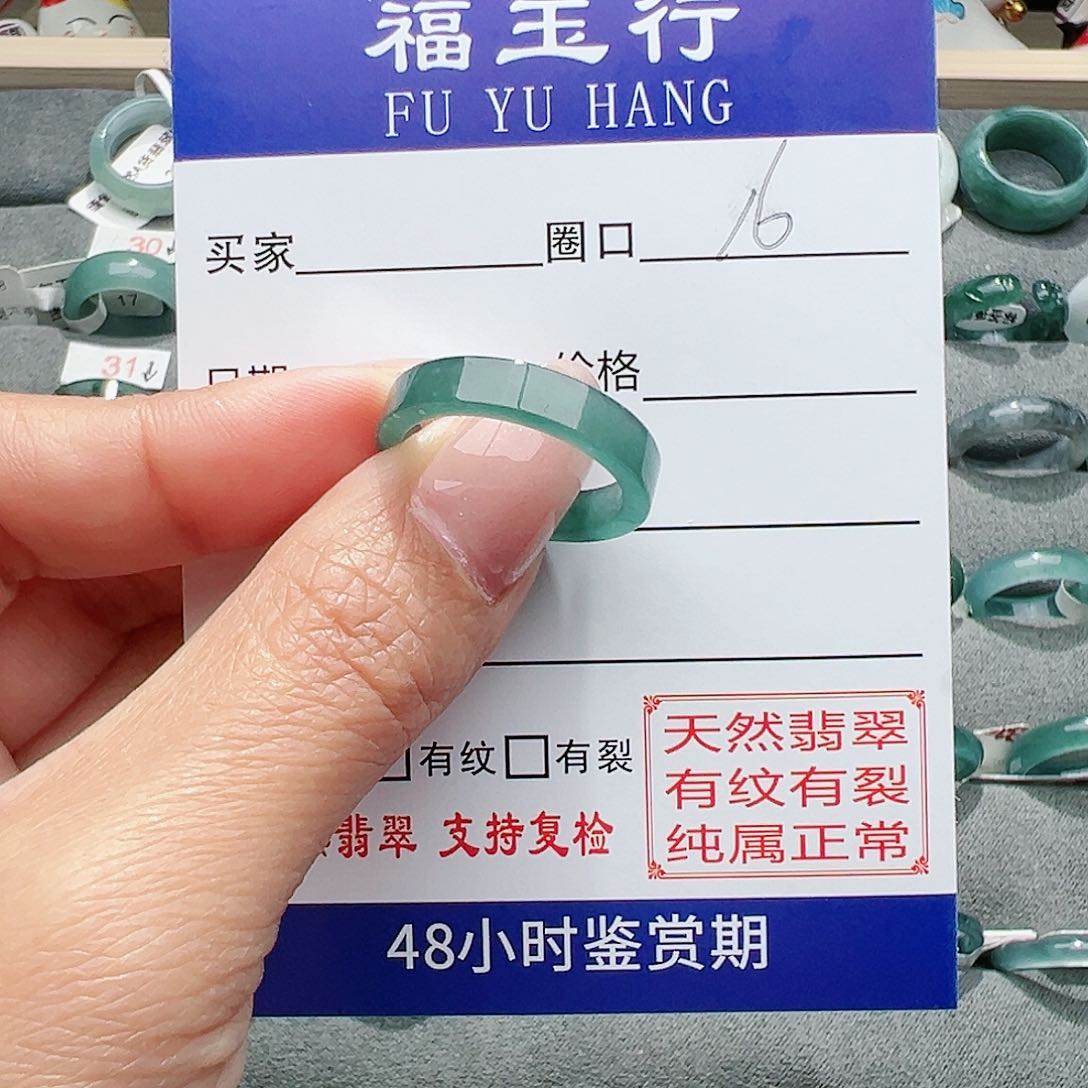 福玉行
FU YU HANG
买家 圈口 16
日期 价格
有纹 有裂
翡翠 支持复检
天然翡翠
有纹有裂
纯属正常
48小时鉴赏期
30
17
31